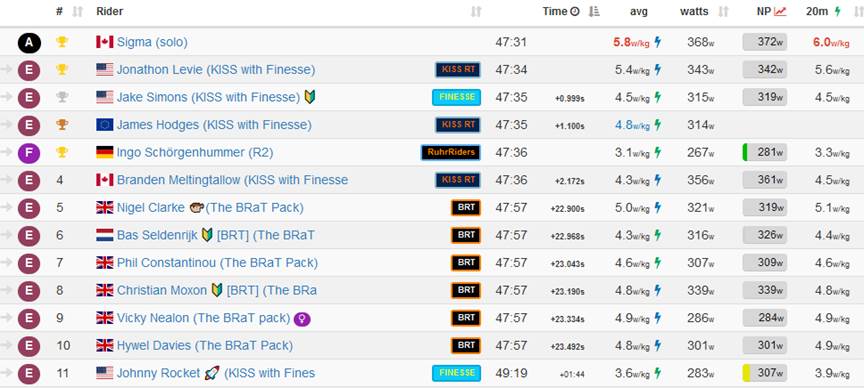 # Rider Time avg watts NP 20m
A Sigma (solo) 47:31 5.8w/kg 368w 372w 6.0w/kg
E Jonathon Levie (KISS with Finesse) KISS RT 47:34 5.4w/kg 343w 342w 5.6w/kg
E Jake Simons (KISS with Finesse) FINESSE 47:35 +0.999s 4.5w/kg 315w 319w 4.5w/kg
E James Hodges (KISS with Finesse) KISS RT 47:35 +1.100s 4.8w/kg 314w
F Ingo Schörgenhummer (R2) RuhrRiders 47:36 3.1w/kg 267w 281w 3.3w/kg
E 4 Branden Meltingtallow (KISS with Finesse KISS RT 47:36 +2.172s 4.3w/kg 356w 361w 4.5w/kg
E 5 Nigel Clarke (The BRaT Pack) BRT 47:57 +22.900s 5.0w/kg 321w 319w 5.1w/kg
E 6 Bas Seldenrijk [BRT] (The BRaT BRT 47:57 +22.968s 4.3w/kg 316w 326w 4.4w/kg
E 7 Phil Constantinou (The BRaT Pack) BRT 47:57 +23.043s 4.6w/kg 307w 309w 4.6w/kg
E 8 Christian Moxon [BRT] (The BRa BRT 47:57 +23.190s 4.8w/kg 339w 339w 4.8w/kg
E 9 Vicky Nealon (The BRaT pack) BRT 47:57 +23.334s 4.9w/kg 286w 284w 4.9w/kg
E 10 Hywel Davies (The BRaT Pack) BRT 47:57 +23.492s 4.8w/kg 301w 301w 4.9w/kg
E 11 Johnny Rocket (KISS with Fines FINESSE 49:19 +01:44 3.6w/kg 283w 307w 3.9w/kg